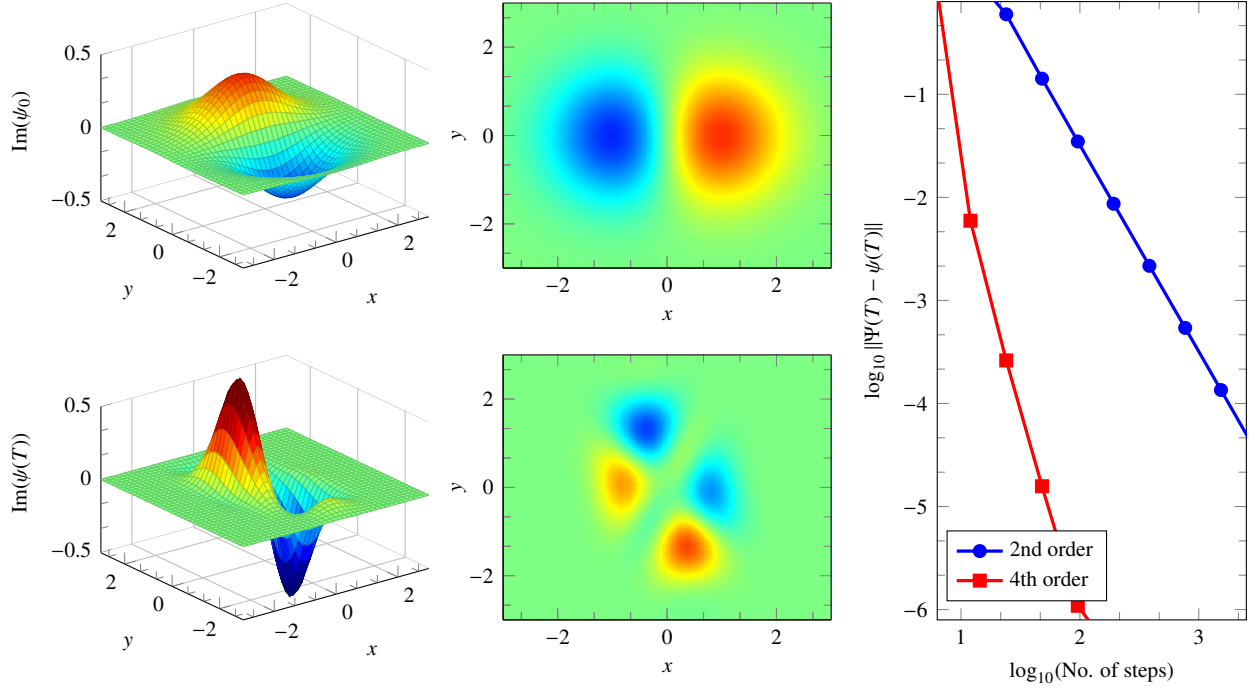 0.5
0
−0.5
Im(ψ₀)
2
0
−2
y
−2
0
2
x
2
0
−2
y
−2
0
2
x
0.5
0
−0.5
Im(ψ(T))
2
0
−2
y
−2
0
2
x
2
0
−2
y
−2
0
2
x
−1
−2
−3
−4
−5
−6
log₁₀ ||Ψ(T) − ψ(T)||
2nd order
4th order
1
2
3
log₁₀(No. of steps)